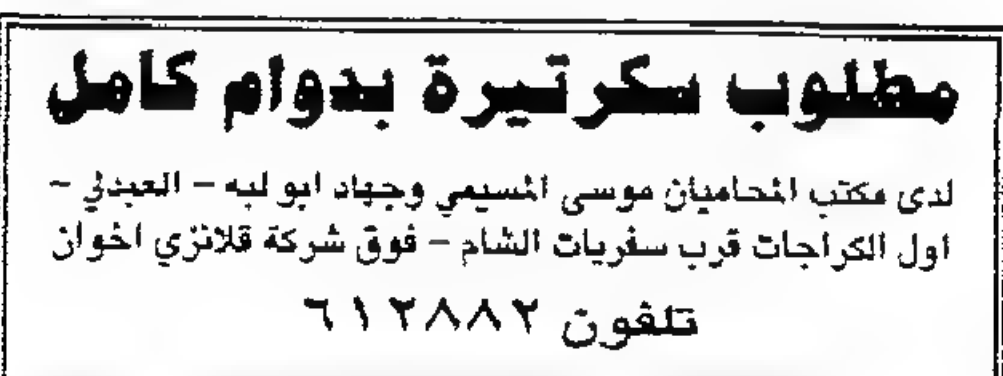 مطلوب سكرتيرة بدوام كامل
لدى مكتب المحاميان موسى المسيمي وجهاد ابو لبه – العبدلي –
اول الكراجات قرب سفريات الشام – فوق شركة قلانزي اخوان
تلفون ٦١٢٨٨٢